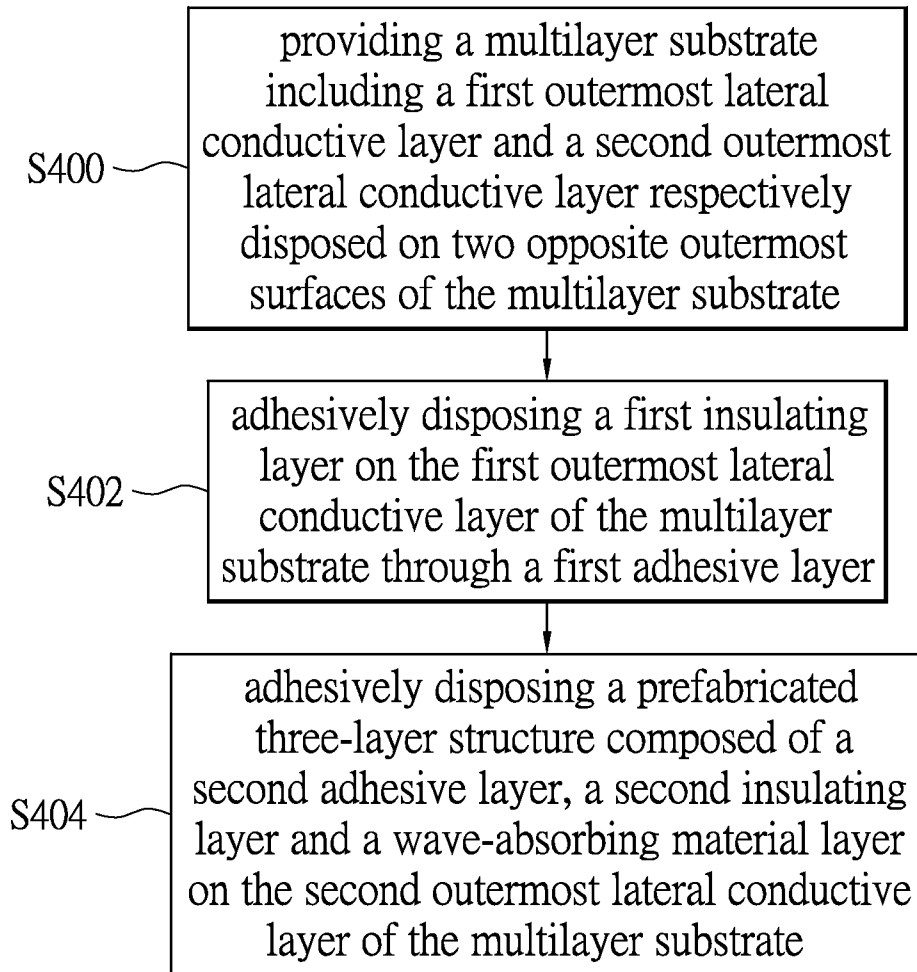 providing a multilayer substrate
including a first outermost lateral
conductive layer and a second outermost
S400
lateral conductive layer respectively
disposed on two opposite outermost
surfaces of the multilayer substrate
adhesively disposing a first insulating
layer on the first outermost lateral
S402
conductive layer of the multilayer
substrate through a first adhesive layer
adhesively disposing a prefabricated
three-layer structure composed of a
second adhesive layer, a second insulating
S404
layer and a wave-absorbing material layer
on the second outermost lateral conductive
layer of the multilayer substrate